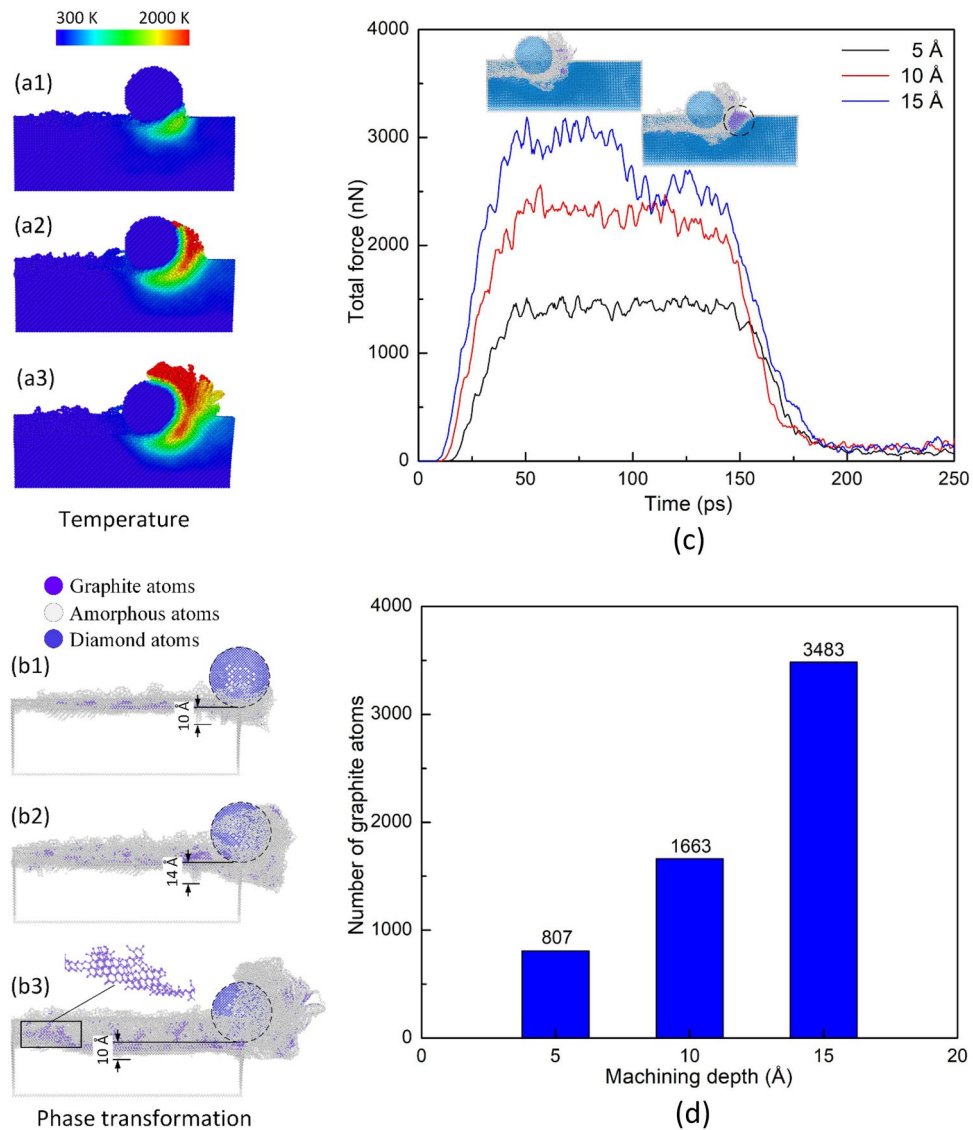 300 K 2000 K
(a1)
(a2)
(a3)
Temperature
4000
3000
2000
1000
0
Total force (nN)
5 Å
10 Å
15 Å
0 50 100 150 200 250
Time (ps)
(c)
Graphite atoms
Amorphous atoms
Diamond atoms
(b1)
10 Å
(b2)
14 Å
(b3)
10 Å
Phase transformation
4000
3000
2000
1000
0
Number of graphite atoms
807
1663
3483
0 5 10 15 20
Machining depth (Å)
(d)